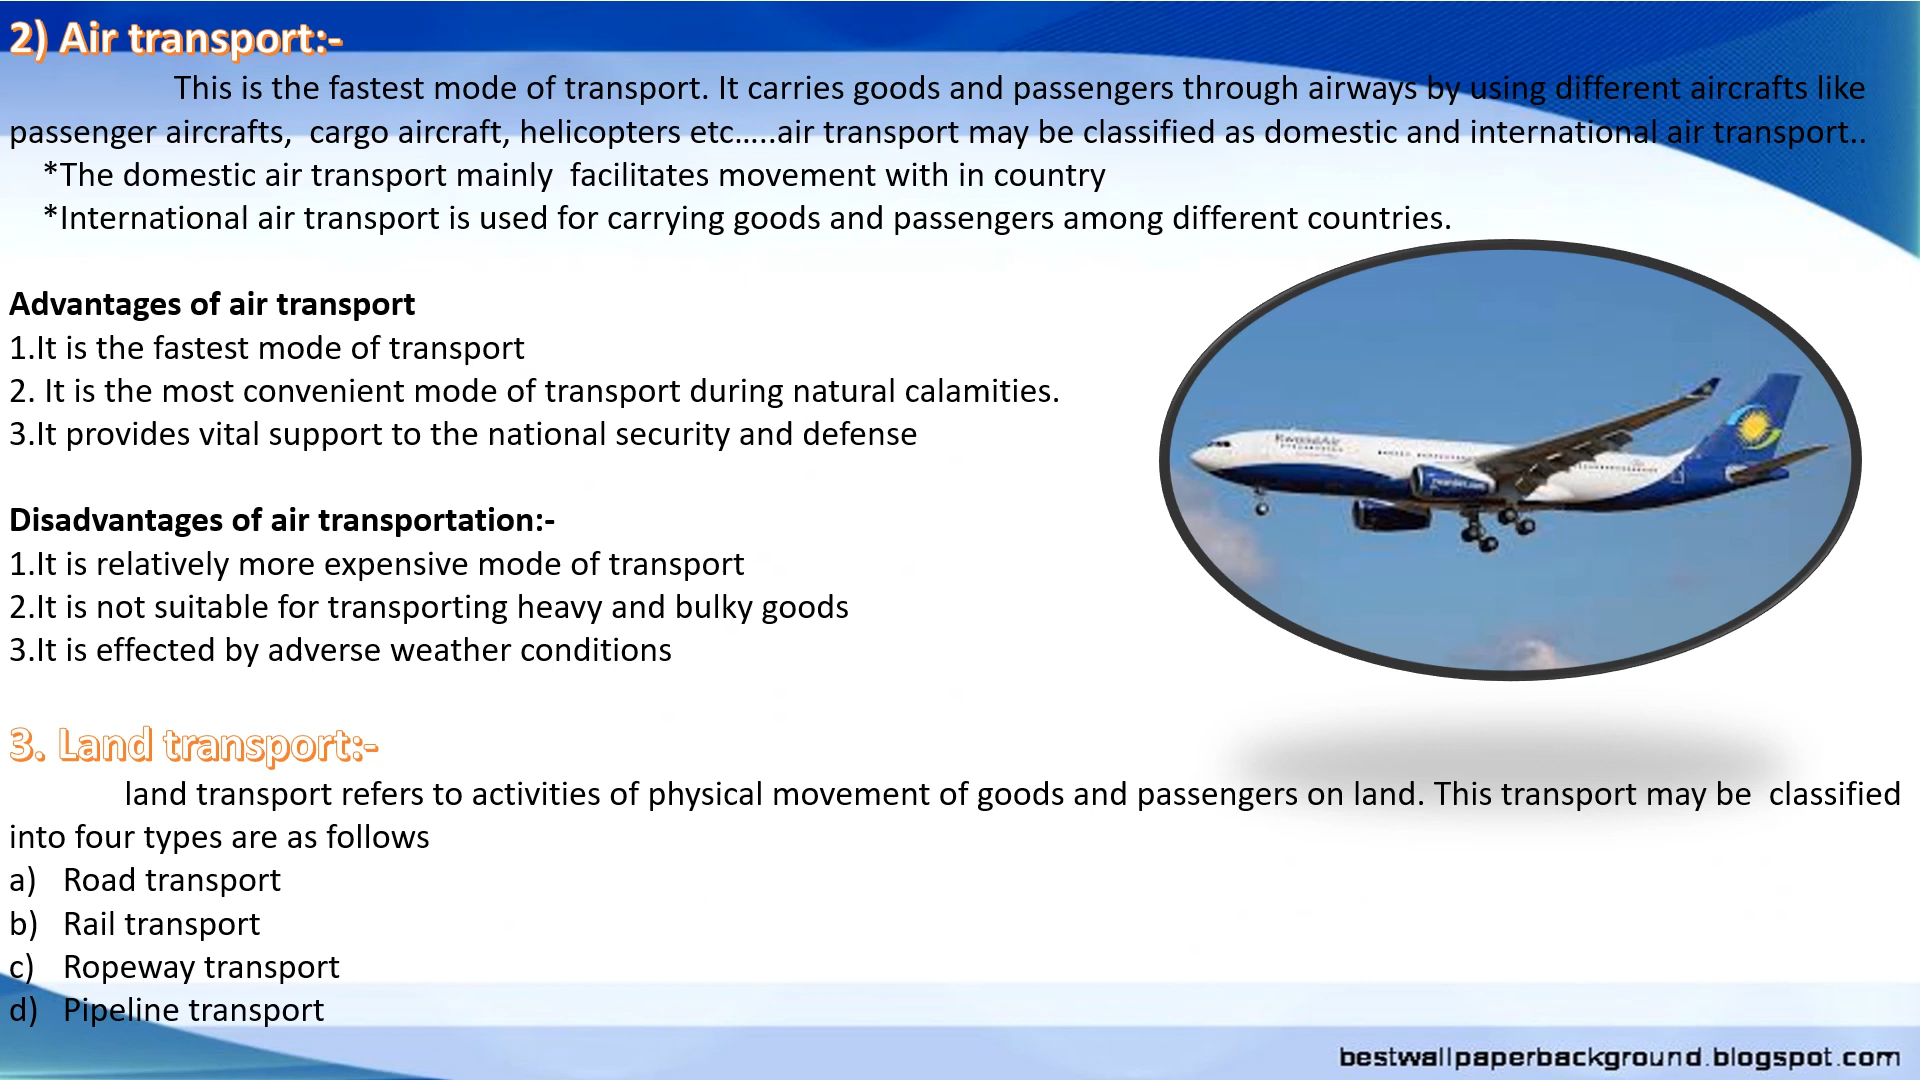 2) Air transport:-
This is the fastest mode of transport. It carries goods and passengers through airways by using different aircrafts like
passenger aircrafts,  cargo aircraft, helicopters etc.....air transport may be classified as domestic and international air transport..
*The domestic air transport mainly  facilitates movement with in country
*International air transport is used for carrying goods and passengers among different countries.
Advantages of air transport
1.It is the fastest mode of transport
2. It is the most convenient mode of transport during natural calamities.
3.It provides vital support to the national security and defense
RwandAir
Disadvantages of air transportation:-
1.It is relatively more expensive mode of transport
2.It is not suitable for transporting heavy and bulky goods
3.It is effected by adverse weather conditions
3. Land transport:-
land transport refers to activities of physical movement of goods and passengers on land. This transport may be  classified
into four types are as follows
a) Road transport
b) Rail transport
c) Ropeway transport
d) Pipeline transport
bestwallpaperbackground.blogspot.com